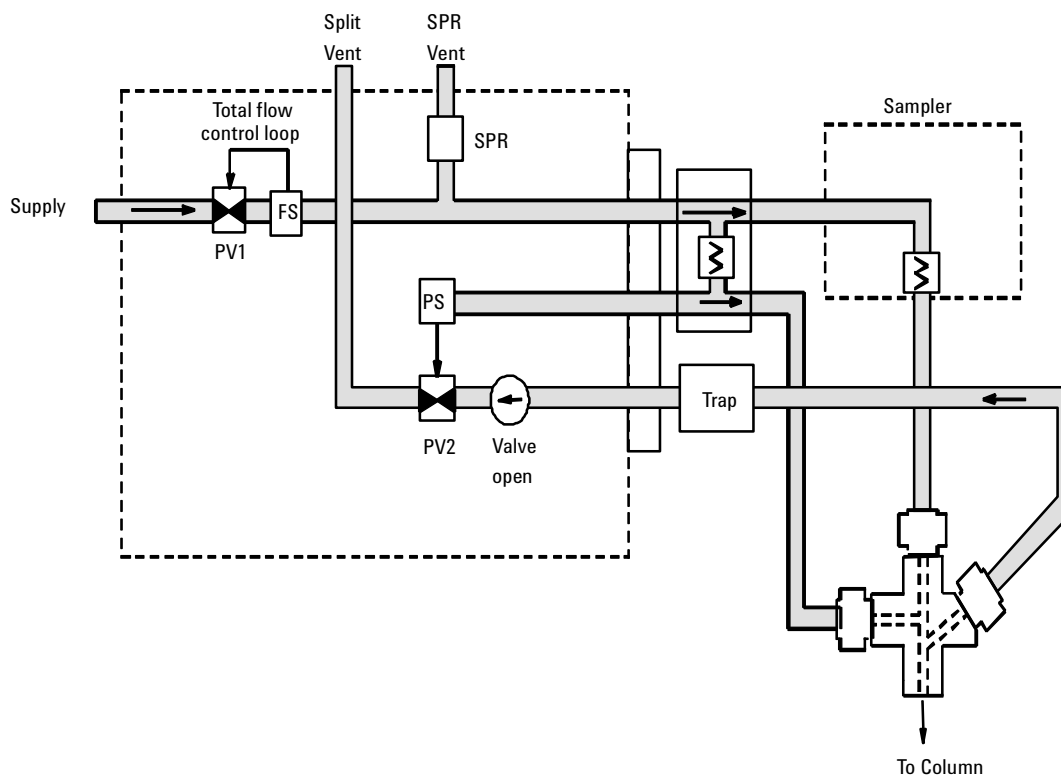 Split
Vent
SPR
Vent
Total flow
control loop
Sampler
SPR
Supply
FS
PV1
PS
Trap
PV2
Valve
open
To Column